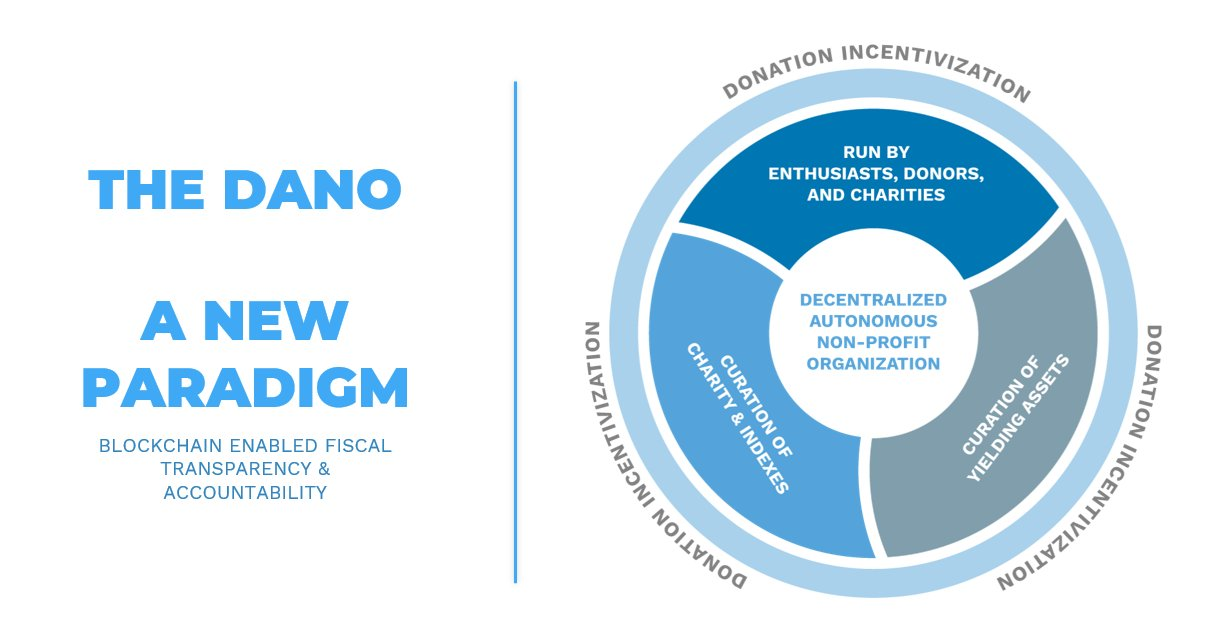 THE DANO
A NEW
PARADIGM
BLOCKCHAIN ENABLED FISCAL
TRANSPARENCY &
ACCOUNTABILITY
DONATION INCENTIVIZATION
RUN BY
ENTHUSIASTS, DONORS,
AND CHARITIES
DECENTRALIZED
AUTONOMOUS
NON-PROFIT
ORGANIZATION
CURATION OF
CHARITY & INDEXES
CURATION OF
YIELDING ASSETS
DONATION INCENTIVIZATION
DONATION INCENTIVIZATION